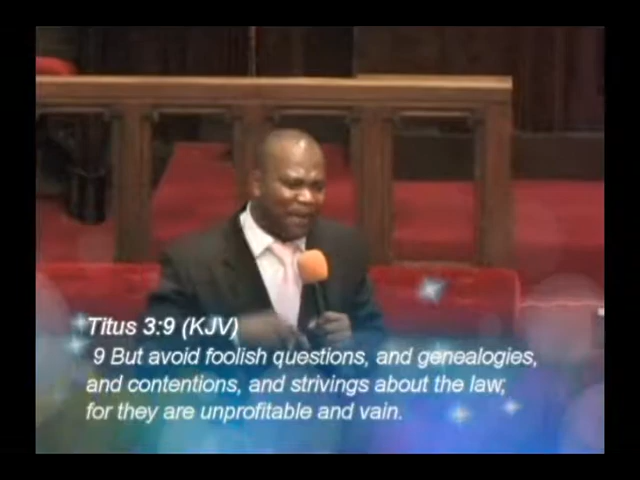 Titus 3:9 (KJV)
9 But avoid foolish questions, and genealogies,
and contentions, and strivings about the law;
for they are unprofitable and vain.